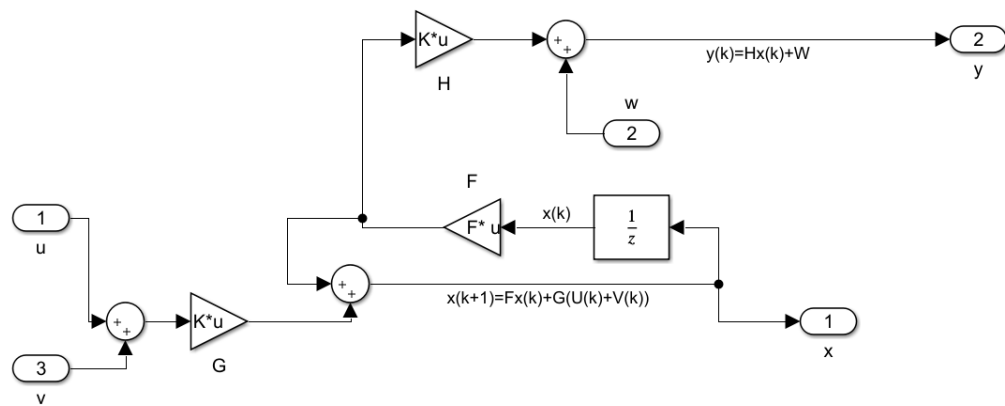 K*u
H
+
+
y(k)=Hx(k)+W
2
y
w
2
F
F* u
x(k)
1
z
1
u
+
+
x(k+1)=Fx(k)+G(U(k)+V(k))
+
+
K*u
G
3
v
1
x